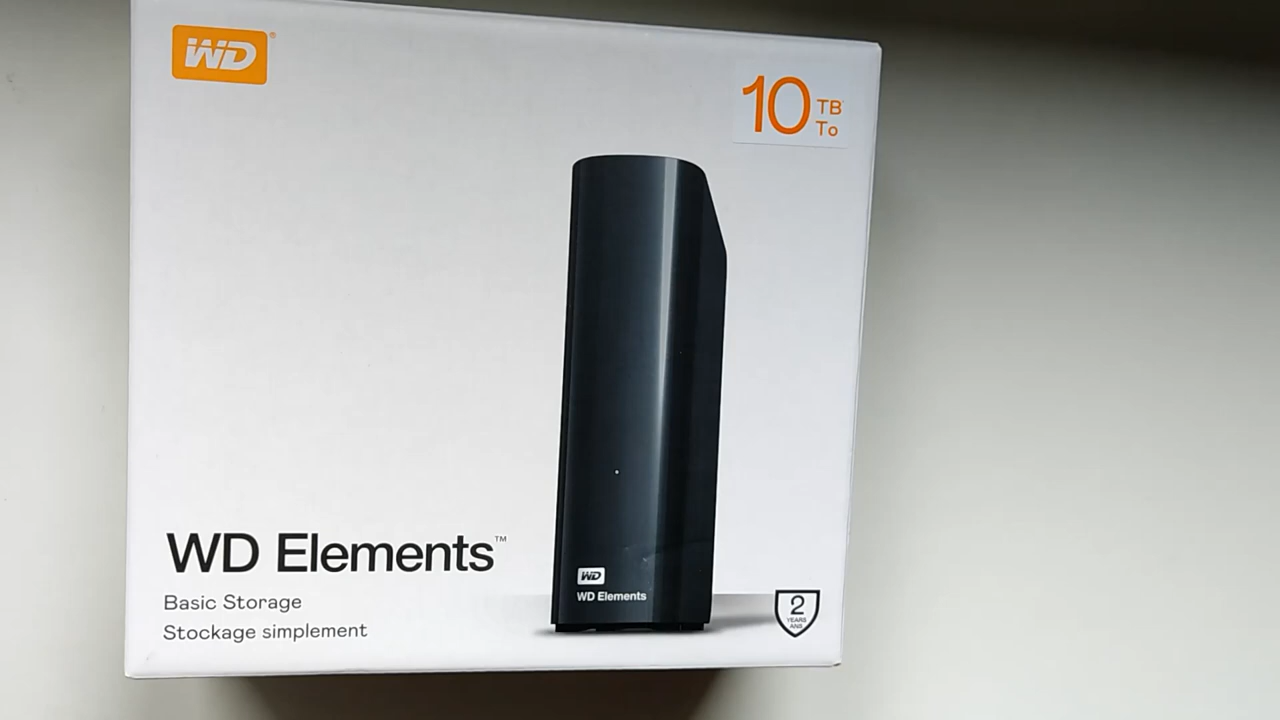 WD®
10 TB
To
WD
WD Elements
WD Elements™
Basic Storage
Stockage simplement
2
YEARS
ANS